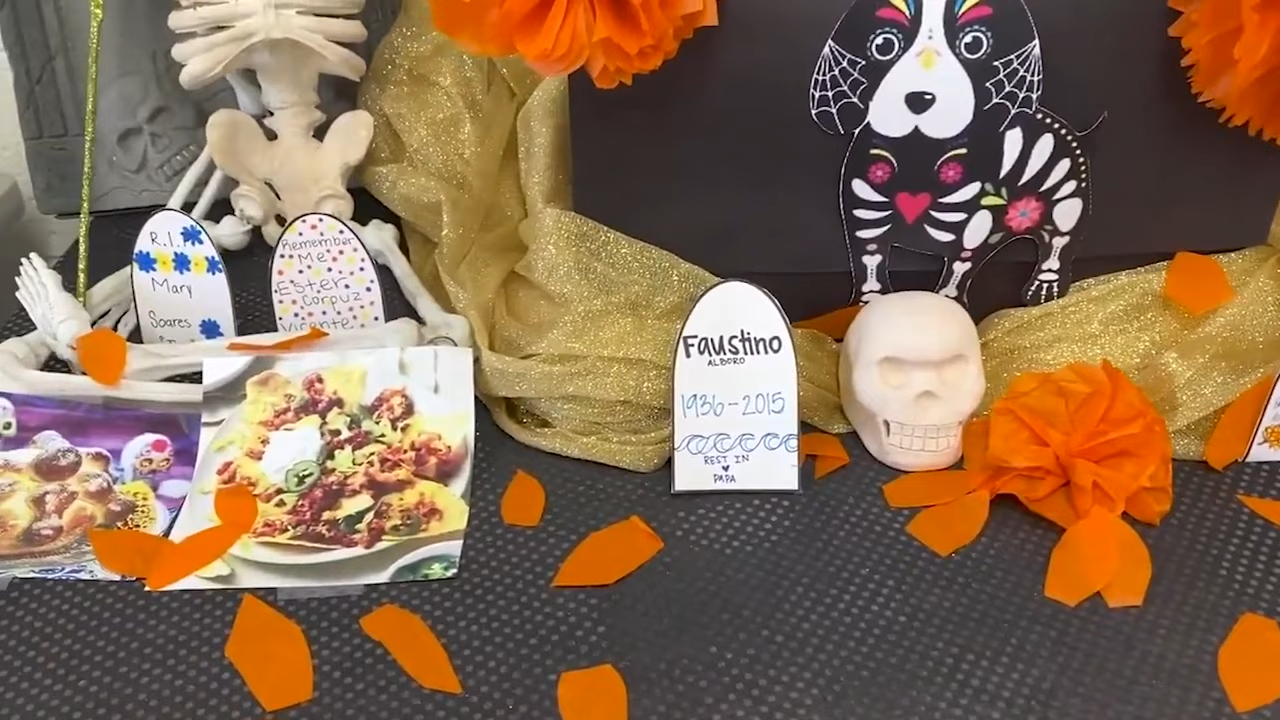 R.I.P
Mary
Soares
Remember
Me
Ester
Corpuz
Vicente
Faustino
ALBORO
1936-2015
REST IN
PAPA